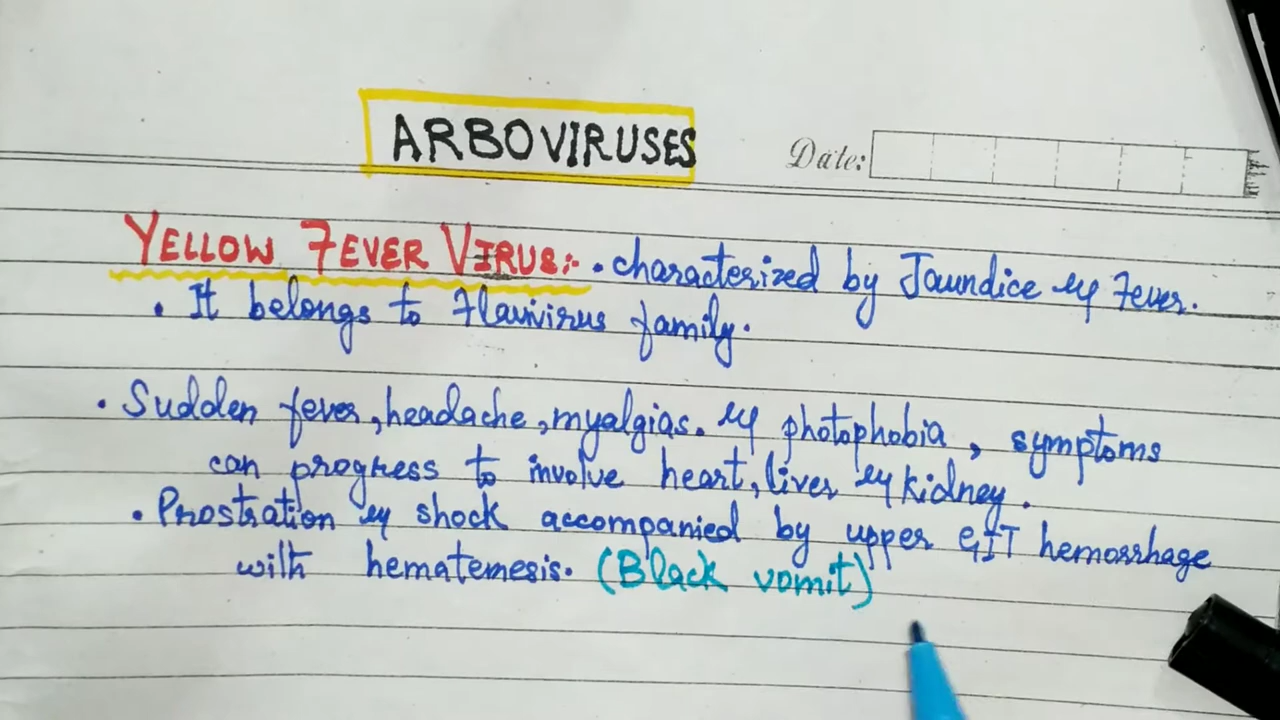 ARBOVIRUSES
Date:
YELLOW FEVER VIRUS:- • characterized by Jaundice & Fever.
• It belongs to Flavivirus family.
• Sudden fever, headache, myalgias. & photophobia, symptoms
can progress to involve heart, liver & kidney.
• Prostration & shock accompanied by upper GIT hemorrhage
with hematemesis. (Black vomit)